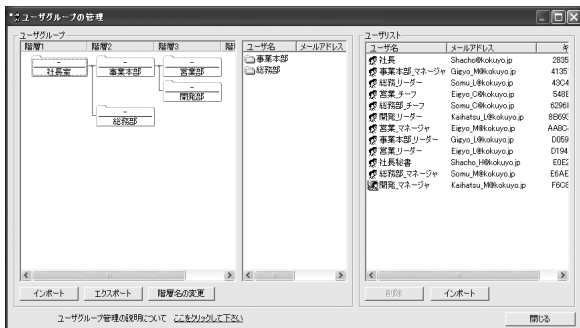 ユーザグループの管理
ユーザグループ
階層1 階層2 階層3 階
社長室
事業本部
営業部
開発部
総務部
ユーザ名 メールアドレス
事業本部
総務部
ユーザリスト
ユーザ名 メールアドレス キ
社長 Shacho@kokuyo.jp 2835
事業本部_マネージャ Gigyo_M@kokuyo.jp 4135
総務_リーダー Somu_L@kokuyo.jp 43C4
営業_チーフ Eigyo_C@kokuyo.jp 548E
総務部_チーフ Somu_C@kokuyo.jp 6296
開発_リーダー Kaihatsu_L@kokuyo.jp 8B69
営業_マネージャ Eigyo_M@kokuyo.jp AA8C
事業本部_リーダー Gigyo_L@kokuyo.jp D059
営業_リーダー Eigyo_L@kokuyo.jp D194
社長秘書 Shacho_H@kokuyo.jp E0E
総務部_マネージャ Somu_M@kokuyo.jp E6AE
開発_マネージャ Kaihatsu_M@kokuyo.jp F6C8
インポート エクスポート 階層名の変更
削除 インポート
ユーザグループ管理の説明について ここをクリックして下さい
閉じる